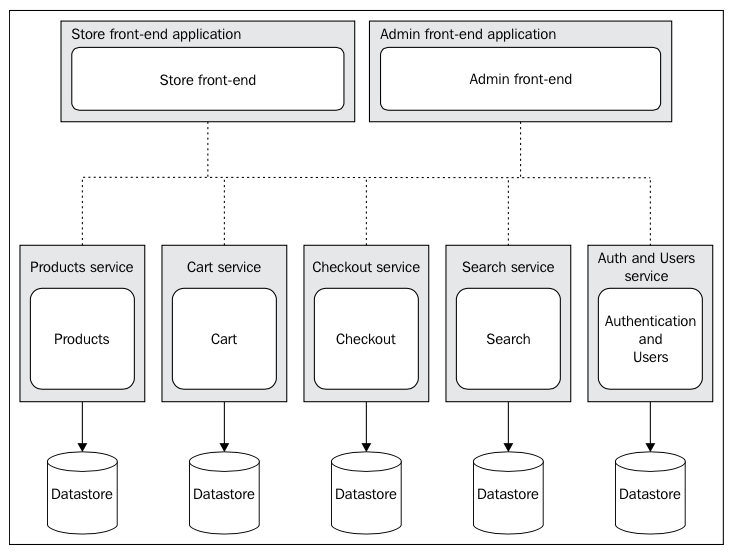 Store front-end application
Admin front-end application
Store front-end
Admin front-end
Products service
Cart service
Checkout service
Search service
Auth and Users
service
Products
Cart
Checkout
Search
Authentication
and
Users
Datastore
Datastore
Datastore
Datastore
Datastore